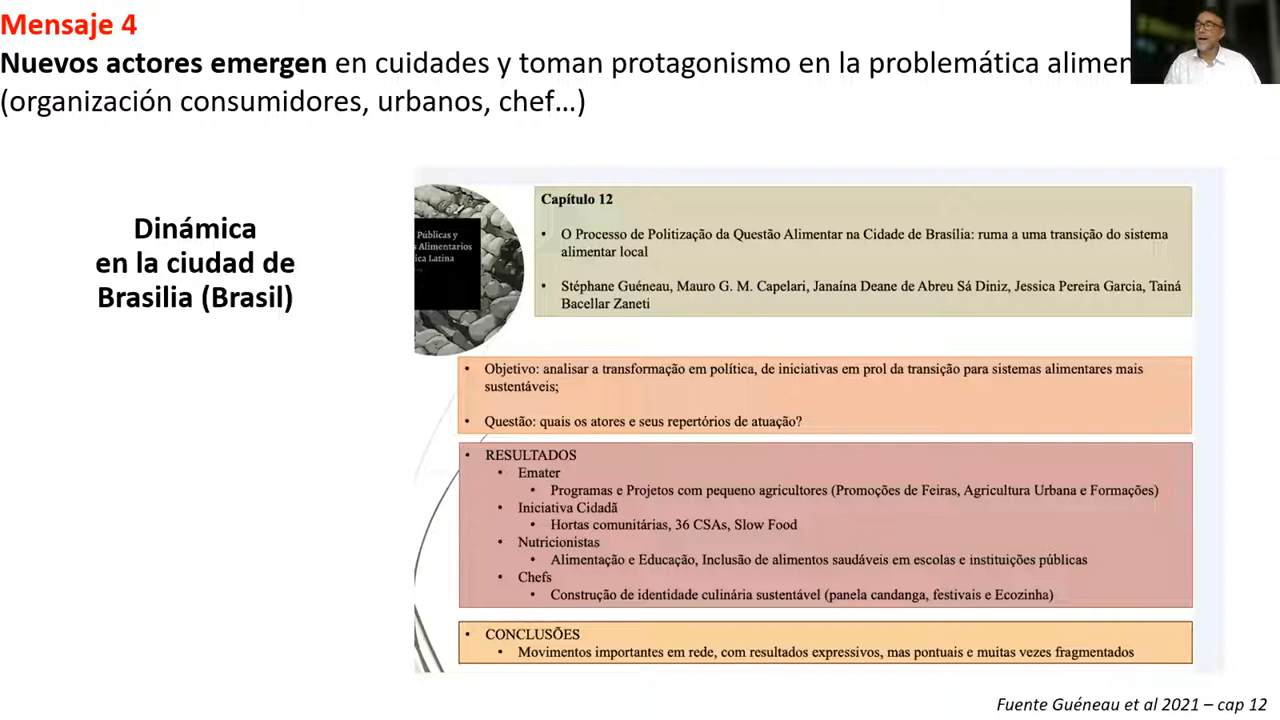 Mensaje 4
Nuevos actores emergen en cuidades y toman protagonismo en la problemática alimen
(organización consumidores, urbanos, chef…)
Dinámica
en la ciudad de
Brasilia (Brasil)
Públicas y
Alimentarios
Latina
Capítulo 12
• O Processo de Politização da Questão Alimentar na Cidade de Brasília: ruma a uma transição do sistema
alimentar local
• Stéphane Guéneau, Mauro G. M. Capelari, Janaína Deane de Abreu Sá Diniz, Jessica Pereira Garcia, Tainá
Bacellar Zaneti
• Objetivo: analisar a transformação em política, de iniciativas em prol da transição para sistemas alimentares mais
sustentáveis;
• Questão: quais os atores e seus repertórios de atuação?
• RESULTADOS
• Emater
• Programas e Projetos com pequeno agricultores (Promoções de Feiras, Agricultura Urbana e Formações)
• Iniciativa Cidadã
• Hortas comunitárias, 36 CSAs, Slow Food
• Nutricionistas
• Alimentação e Educação, Inclusão de alimentos saudáveis em escolas e instituições públicas
• Chefs
• Construção de identidade culinária sustentável (panela candanga, festivais e Ecozinha)
• CONCLUSÕES
• Movimentos importantes em rede, com resultados expressivos, mas pontuais e muitas vezes fragmentados
Fuente Guéneau et al 2021 – cap 12